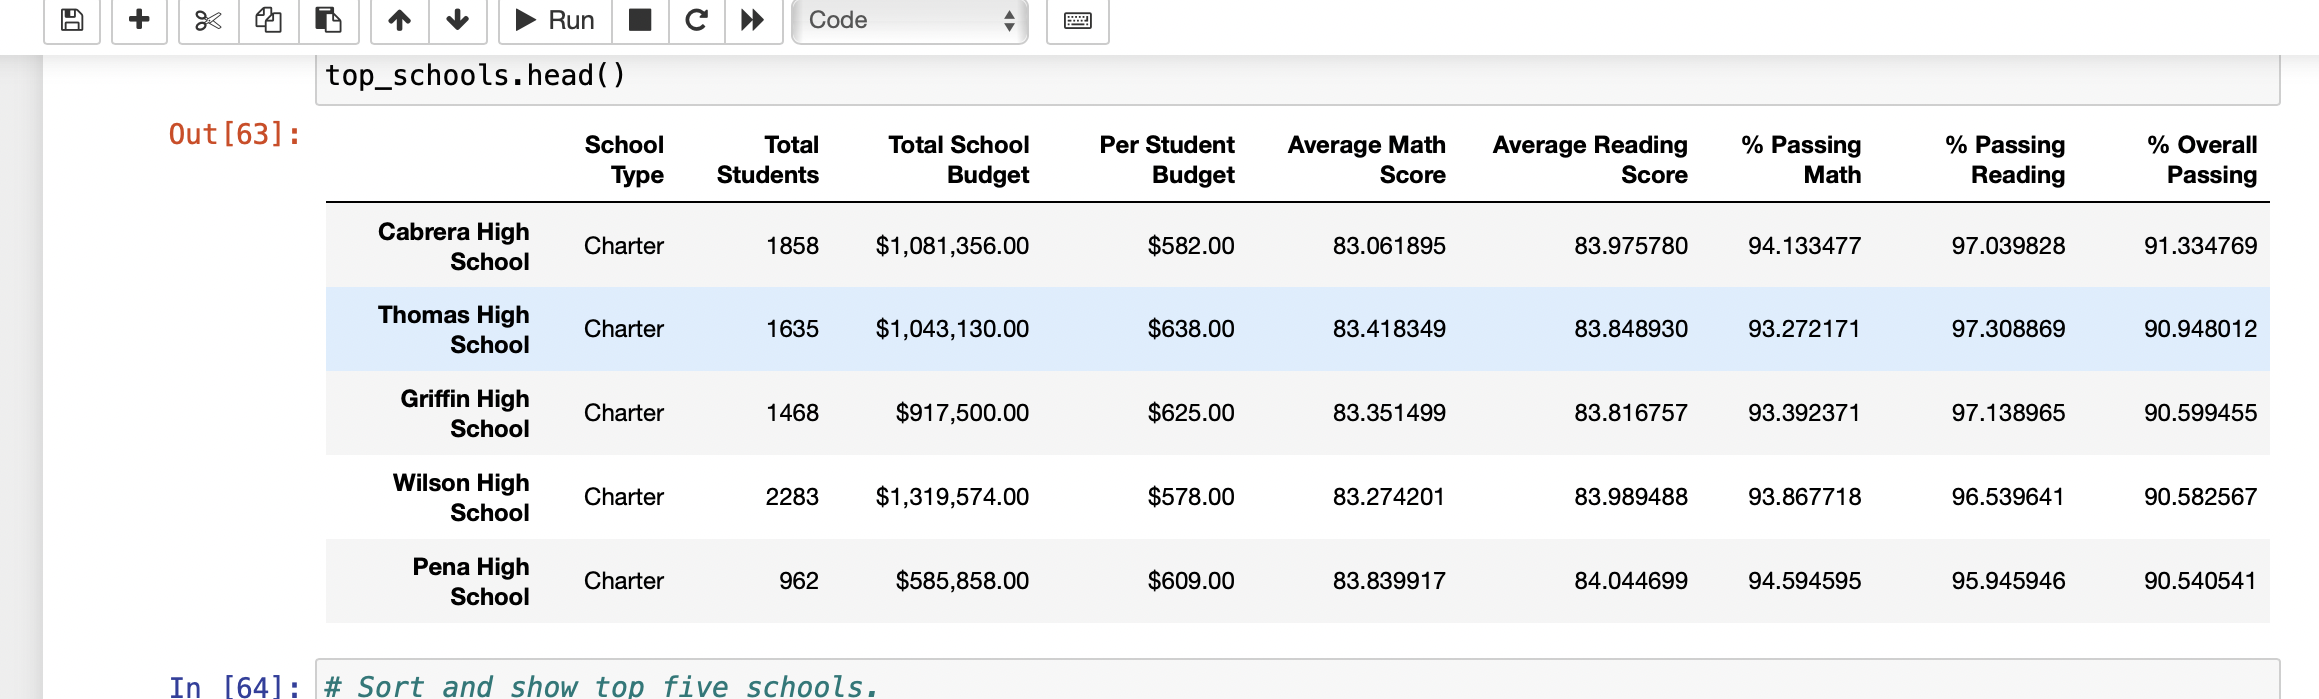 Run Code
top_schools.head()
Out[63]:
School Total Total School Per Student Average Math Average Reading % Passing % Passing % Overall
Type Students Budget Budget Score Score Math Reading Passing
Cabrera High
School Charter 1858 $1,081,356.00 $582.00 83.061895 83.975780 94.133477 97.039828 91.334769
Thomas High
School Charter 1635 $1,043,130.00 $638.00 83.418349 83.848930 93.272171 97.308869 90.948012
Griffin High
School Charter 1468 $917,500.00 $625.00 83.351499 83.816757 93.392371 97.138965 90.599455
Wilson High
School Charter 2283 $1,319,574.00 $578.00 83.274201 83.989488 93.867718 96.539641 90.582567
Pena High
School Charter 962 $585,858.00 $609.00 83.839917 84.044699 94.594595 95.945946 90.540541
In [64]: # Sort and show top five schools.